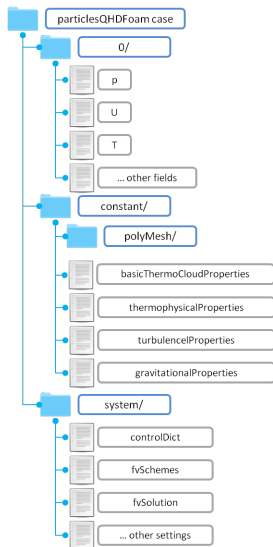 particlesQHDFoam case
0/
p
U
T
... other fields
constant/
polyMesh/
basicThermoCloudProperties
thermophysicalProperties
turbulencelProperties
gravitationalProperties
system/
controlDict
fvSchemes
fvSolution
... other settings